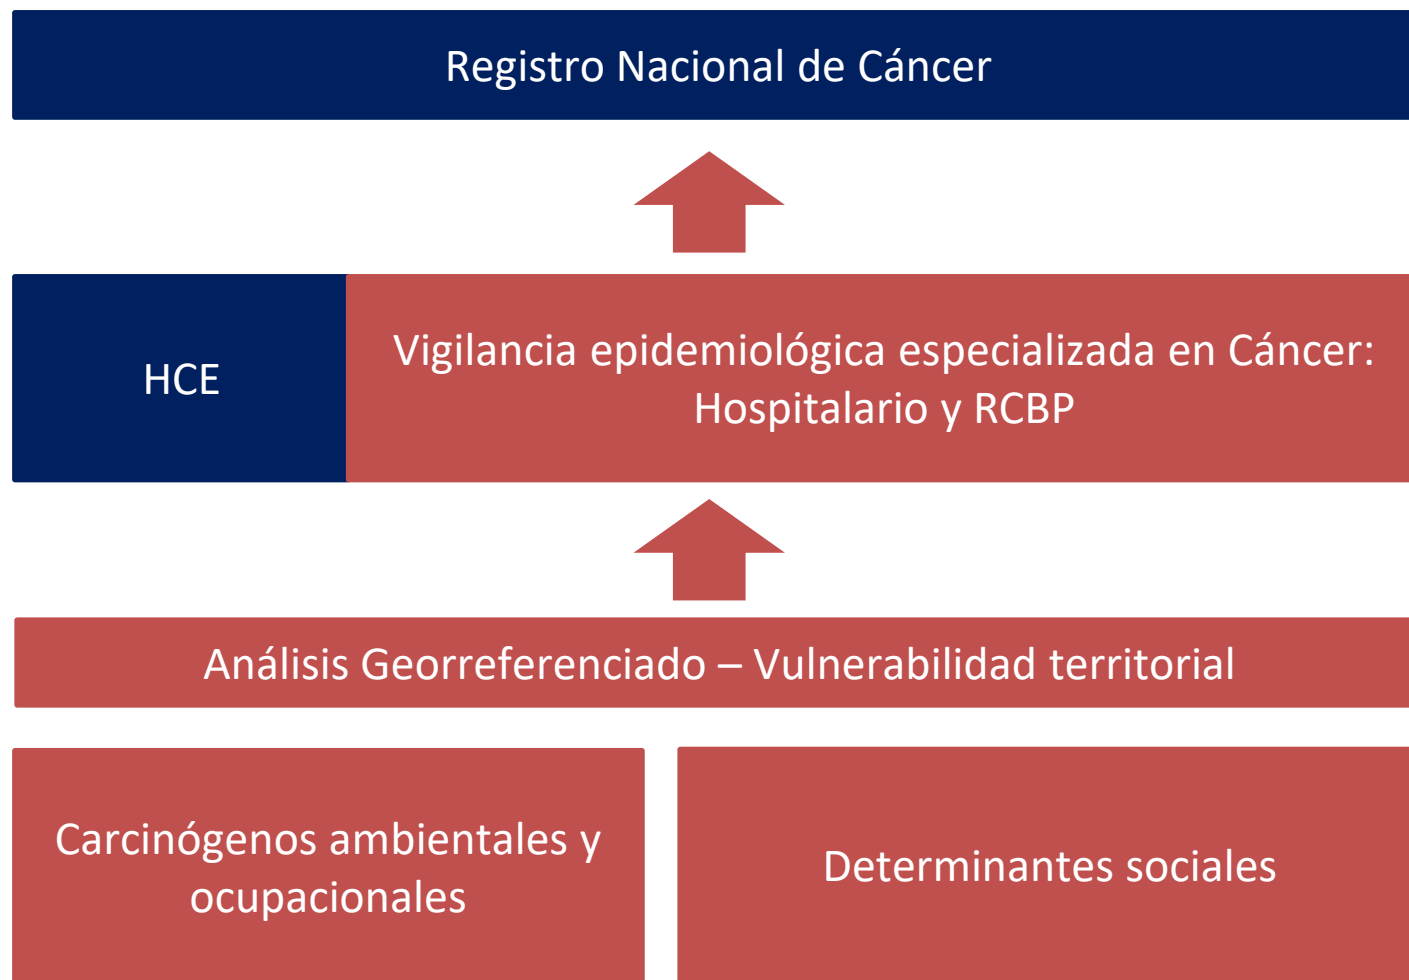 Registro Nacional de Cáncer
HCE
Vigilancia epidemiológica especializada en Cáncer:
Hospitalario y RCBP
Análisis Georreferenciado – Vulnerabilidad territorial
Carcinógenos ambientales y
ocupacionales
Determinantes sociales